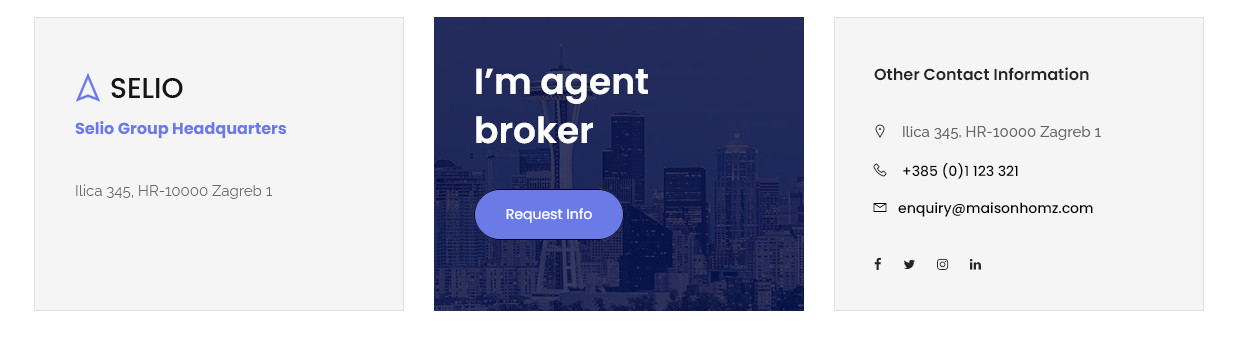 SELIO
Selio Group Headquarters
Ilica 345, HR-10000 Zagreb 1
I’m agent
broker
Request Info
Other Contact Information
Ilica 345, HR-10000 Zagreb 1
+385 (0)1 123 321
enquiry@maisonhomz.com